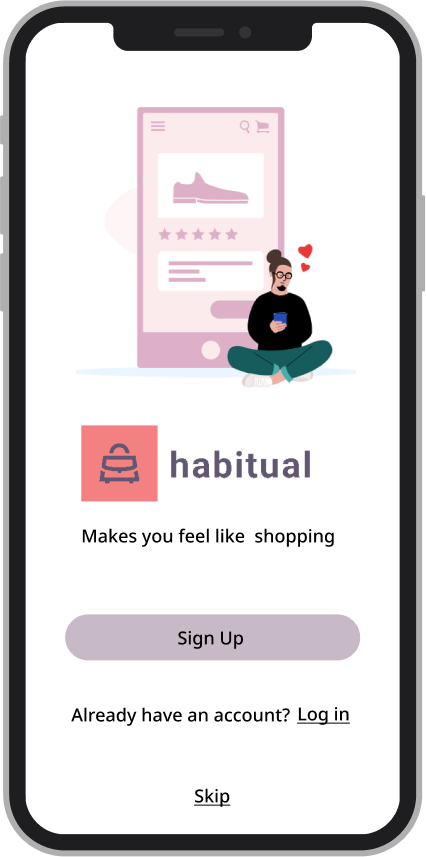 habitual
Makes you feel like  shopping
Sign Up
Already have an account? Log in
Skip